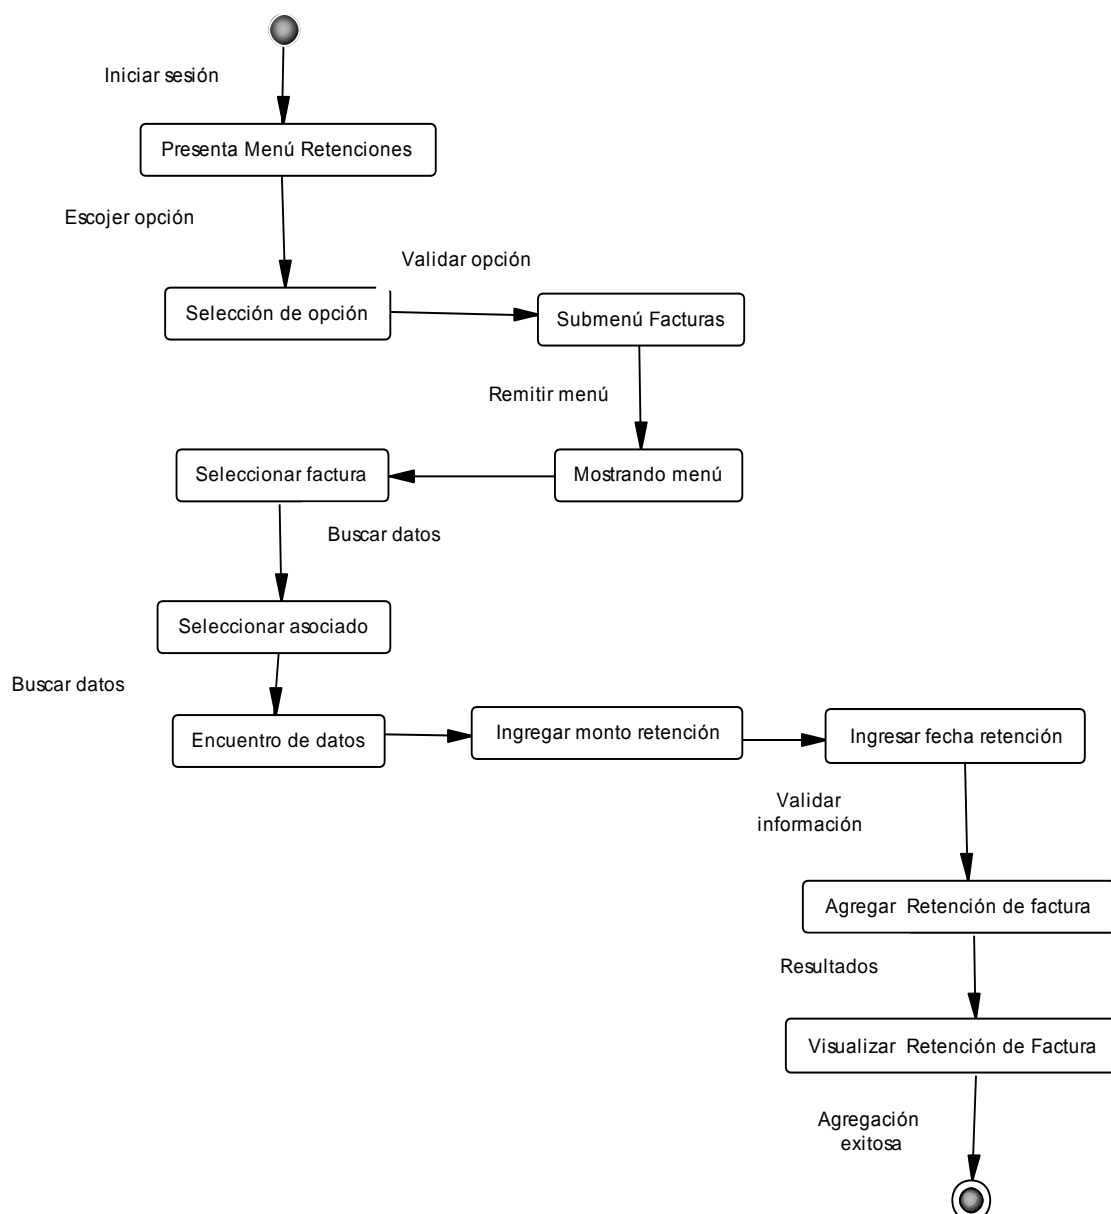 Iniciar sesión
Presenta Menú Retenciones
Escojer opción
Validar opción
Selección de opción
Submenú Facturas
Remitir menú
Seleccionar factura
Mostrando menú
Buscar datos
Seleccionar asociado
Buscar datos
Encuentro de datos
Ingregar monto retención
Ingresar fecha retención
Validar
información
Agregar  Retención de factura
Resultados
Visualizar  Retención de Factura
Agregación
exitosa